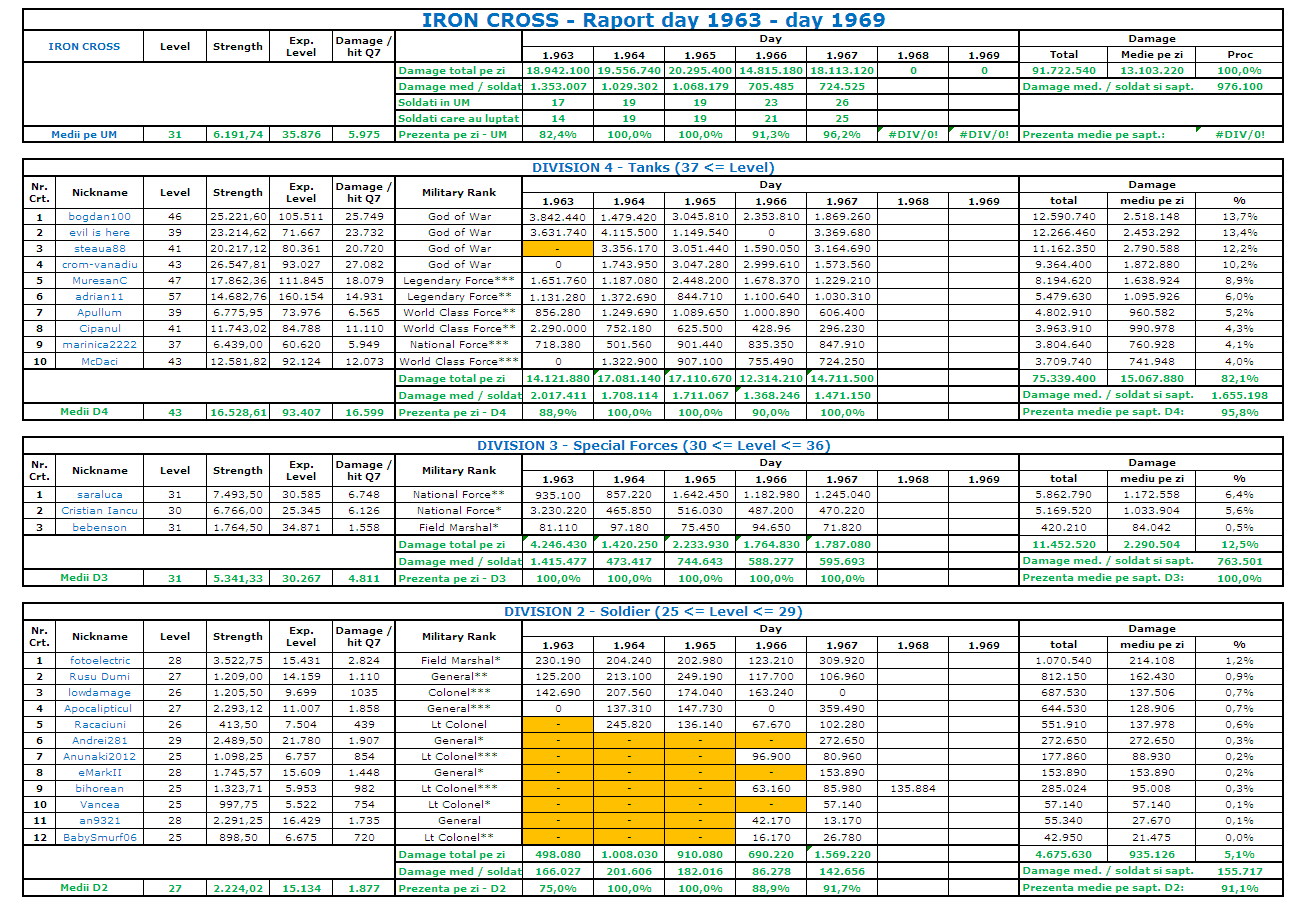 IRON CROSS - Raport day 1963 - day 1969
IRON CROSS Level Strength Exp. Level Damage / hit Q7 Day Damage
1.963 1.964 1.965 1.966 1.967 1.968 1.969 Total Medie pe zi Proc
Damage total pe zi 18.942.100 19.556.740 20.295.400 14.815.180 18.113.120 0 0 91.722.540 13.103.220 100,0%
Damage med / soldat 1.353.007 1.029.302 1.068.179 705.485 724.525 Damage med. / soldat si sapt. 976.100
Soldati in UM 17 19 19 23 26
Soldati care au luptat 14 19 19 21 25
Medii pe UM 31 6.191,74 35.876 5.975 Prezenta pe zi - UM 82,4% 100,0% 100,0% 91,3% 96,2% #DIV/0! #DIV/0! Prezenta medie pe sapt.: #DIV/0!
DIVISION 4 - Tanks (37 <= Level)
Nr. Crt. Nickname Level Strength Exp. Level Damage / hit Q7 Military Rank Day Damage
1.963 1.964 1.965 1.966 1.967 1.968 1.969 total mediu pe zi %
1 bogdan100 46 25.221,60 105.511 25.749 God of War 3.842.440 1.479.420 3.045.810 2.353.810 1.869.260 12.590.740 2.518.148 13,7%
2 evil is here 39 23.214,62 71.667 23.732 God of War 3.631.740 4.115.500 1.149.540 0 3.369.680 12.266.460 2.453.292 13,4%
3 steaua88 41 20.217,12 80.361 20.720 God of War - 3.356.170 3.051.440 1.590.050 3.164.690 11.162.350 2.790.588 12,2%
4 crom-vanadiu 43 26.547,81 93.027 27.082 God of War 0 1.743.950 3.047.280 2.999.610 1.573.560 9.364.400 1.872.880 10,2%
5 MuresanC 47 17.862,36 111.845 18.079 Legendary Force*** 1.651.760 1.187.080 2.448.200 1.678.370 1.229.210 8.194.620 1.638.924 8,9%
6 adrian11 57 14.682,76 160.154 14.931 Legendary Force** 1.131.280 1.372.690 844.710 1.100.640 1.030.310 5.479.630 1.095.926 6,0%
7 Apullum 39 6.775,95 73.976 6.565 World Class Force** 856.280 1.249.690 1.089.650 1.000.890 606.400 4.802.910 960.582 5,2%
8 Cipanul 41 11.743,02 84.788 11.110 World Class Force** 2.290.000 752.180 625.500 428.96 296.230 3.963.910 990.978 4,3%
9 marinica2222 37 6.439,00 60.620 5.949 National Force*** 718.380 501.560 901.440 835.350 847.910 3.804.640 760.928 4,1%
10 McDaci 43 12.581,82 92.124 12.073 World Class Force*** 0 1.322.900 907.100 755.490 724.250 3.709.740 741.948 4,0%
Damage total pe zi 14.121.880 17.081.140 17.110.670 12.314.210 14.711.500 75.339.400 15.067.880 82,1%
Damage med / soldat 2.017.411 1.708.114 1.711.067 1.368.246 1.471.150 Damage med. / soldat si sapt. 1.655.198
Medii D4 43 16.528,61 93.407 16.599 Prezenta pe zi - D4 88,9% 100,0% 100,0% 90,0% 100,0% Prezenta medie pe sapt. D4: 95,8%
DIVISION 3 - Special Forces (30 <= Level <= 36)
Nr. Crt. Nickname Level Strength Exp. Level Damage / hit Q7 Military Rank Day Damage
1.963 1.964 1.965 1.966 1.967 1.968 1.969 total mediu pe zi %
1 saraluca 31 7.493,50 30.585 6.748 National Force** 935.100 857.220 1.642.450 1.182.980 1.245.040 5.862.790 1.172.558 6,4%
2 Cristian Iancu 30 6.766,00 25.345 6.126 National Force* 3.230.220 465.850 516.030 487.200 470.220 5.169.520 1.033.904 5,6%
3 bebenson 31 1.764,50 34.871 1.558 Field Marshal* 81.110 97.180 75.450 94.650 71.820 420.210 84.042 0,5%
Damage total pe zi 4.246.430 1.420.250 2.233.930 1.764.830 1.787.080 11.452.520 2.290.504 12,5%
Damage med / soldat 1.415.477 473.417 744.643 588.277 595.693 Damage med. / soldat si sapt. 763.501
Medii D3 31 5.341,33 30.267 4.811 Prezenta pe zi - D3 100,0% 100,0% 100,0% 100,0% 100,0% Prezenta medie pe sapt. D3: 100,0%
DIVISION 2 - Soldier (25 <= Level <= 29)
Nr. Crt. Nickname Level Strength Exp. Level Damage / hit Q7 Military Rank Day Damage
1.963 1.964 1.965 1.966 1.967 1.968 1.969 total mediu pe zi %
1 fotoelectric 28 3.522,75 15.431 2.824 Field Marshal* 230.190 204.240 202.980 123.210 309.920 1.070.540 214.108 1,2%
2 Rusu Dumi 27 1.209,00 14.159 1.110 General** 125.200 213.100 249.190 117.700 106.960 812.150 162.430 0,9%
3 lowdamage 26 1.205,50 9.699 1035 Colonel*** 142.690 207.560 174.040 163.240 0 687.530 137.506 0,7%
4 Apocalipticul 27 2.293,12 11.007 1.858 General*** 0 137.310 147.730 0 359.490 644.530 128.906 0,7%
5 Racaciuni 26 413,50 7.504 439 Lt Colonel - 245.820 136.140 67.670 102.280 551.910 137.978 0,6%
6 Andrei281 29 2.489,50 21.780 1.907 General* - - - - 272.650 272.650 272.650 0,3%
7 Anunaki2012 25 1.098,25 6.757 854 Lt Colonel*** - - - 96.900 80.960 177.860 88.930 0,2%
8 eMarkII 28 1.745,57 15.609 1.448 General* - - - - 153.890 153.890 153.890 0,2%
9 bihorean 25 1.323,71 5.953 982 Lt Colonel*** - - - 63.160 85.980 135.884 285.024 95.008 0,3%
10 Vancea 25 997,75 5.522 754 Lt Colonel* - - - - 57.140 57.140 57.140 0,1%
11 an9321 28 2.291,25 16.429 1.735 General - - - 42.170 13.170 55.340 27.670 0,1%
12 BabySmurf06 25 898,50 6.675 720 Lt Colonel** - - - 16.170 26.780 42.950 21.475 0,0%
Damage total pe zi 498.080 1.008.030 910.080 690.220 1.569.220 4.675.630 935.126 5,1%
Damage med / soldat 166.027 201.606 182.016 86.278 142.656 Damage med. / soldat si sapt. 155.717
Medii D2 27 2.224,02 15.134 1.877 Prezenta pe zi - D2 75,0% 100,0% 100,0% 88,9% 91,7% Prezenta medie pe sapt. D2: 91,1%